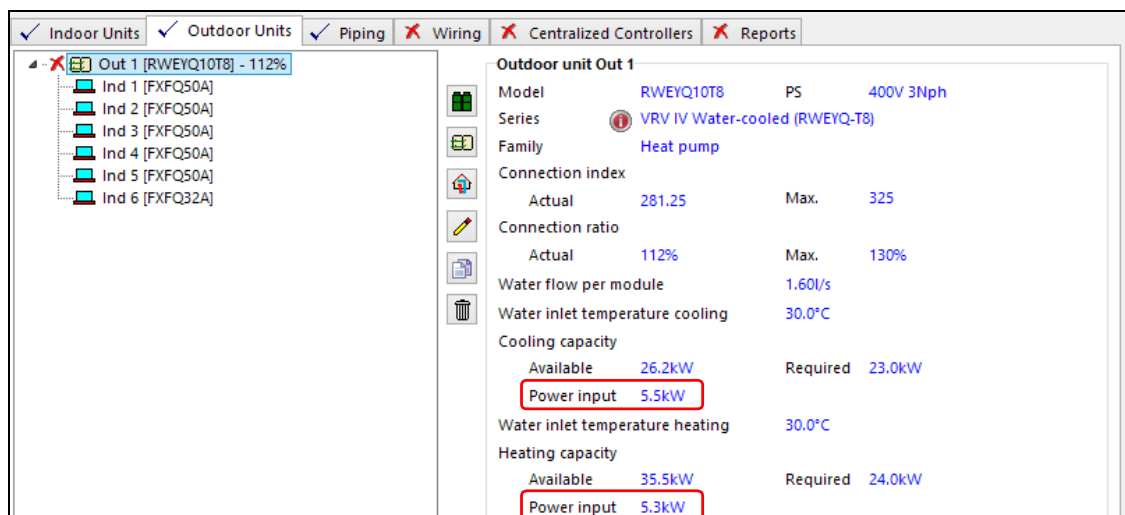 Indoor Units Outdoor Units Piping Wiring Centralized Controllers Reports
Out 1 [RWEYQ10T8] - 112%
Ind 1 [FXFQ50A]
Ind 2 [FXFQ50A]
Ind 3 [FXFQ50A]
Ind 4 [FXFQ50A]
Ind 5 [FXFQ50A]
Ind 6 [FXFQ32A]
Outdoor unit Out 1
Model RWEYQ10T8 PS 400V 3Nph
Series VRV IV Water-cooled (RWEYQ-T8)
Family Heat pump
Connection index
Actual 281.25 Max. 325
Connection ratio
Actual 112% Max. 130%
Water flow per module 1.60l/s
Water inlet temperature cooling 30.0°C
Cooling capacity
Available 26.2kW Required 23.0kW
Power input 5.5kW
Water inlet temperature heating 30.0°C
Heating capacity
Available 35.5kW Required 24.0kW
Power input 5.3kW